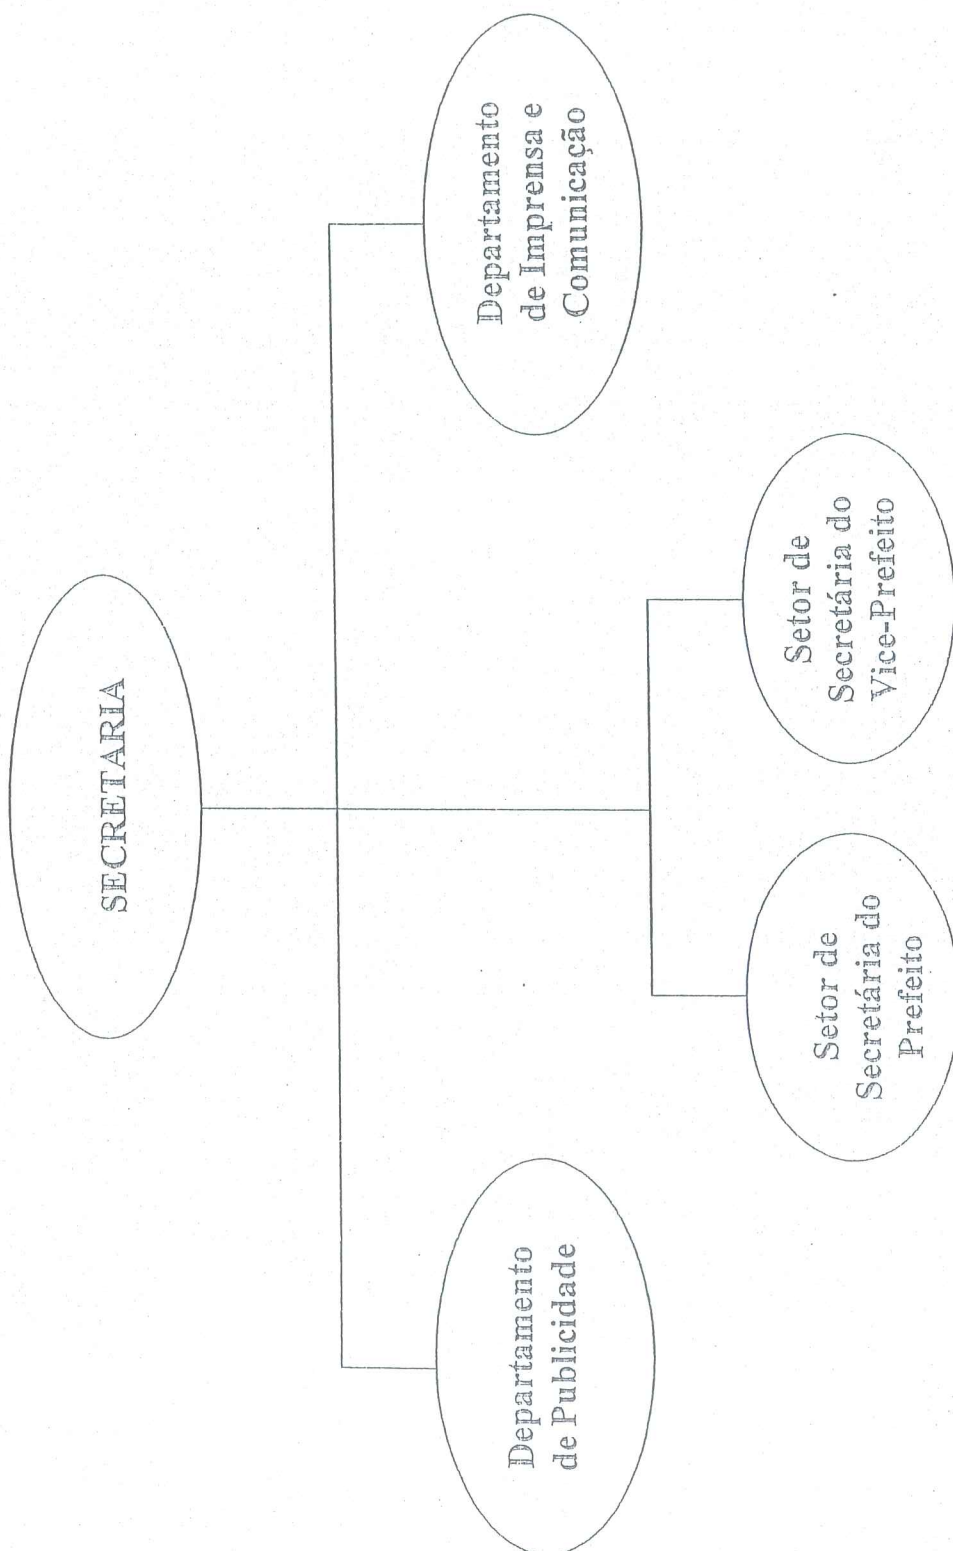 SECRETARIA
Departamento
de Publicidade
Departamento
de Imprensa e
Comunicação
Setor de
Secretária do
Prefeito
Setor de
Secretária do
Vice-Prefeito